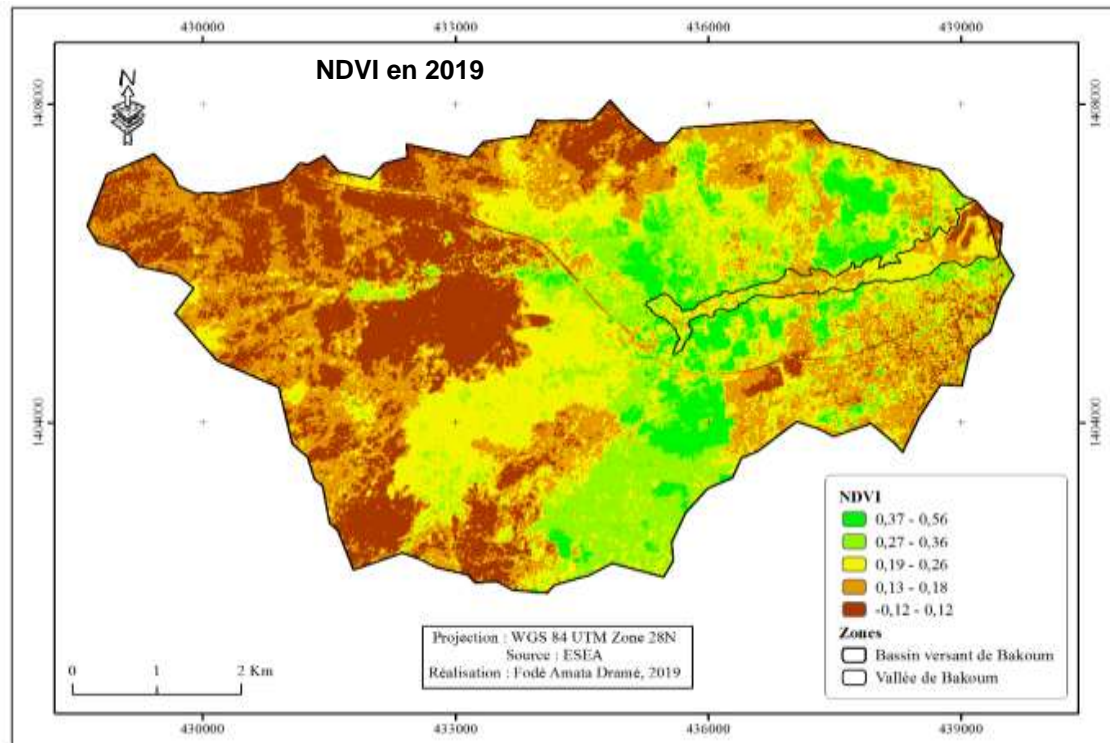 430000
433000
436000
439000
NDVI en 2019
N
1408000
1408000
1404000
1404000
NDVI
0,37 - 0,56
0,27 - 0,36
0,19 - 0,26
0,13 - 0,18
-0,12 - 0,12
Zones
Bassin versant de Bakoum
Vallée de Bakoum
Projection : WGS 84 UTM Zone 28N
Source : ESEA
Réalisation : Fodé Amata Dramé, 2019
0 1 2 Km
430000
433000
436000
439000